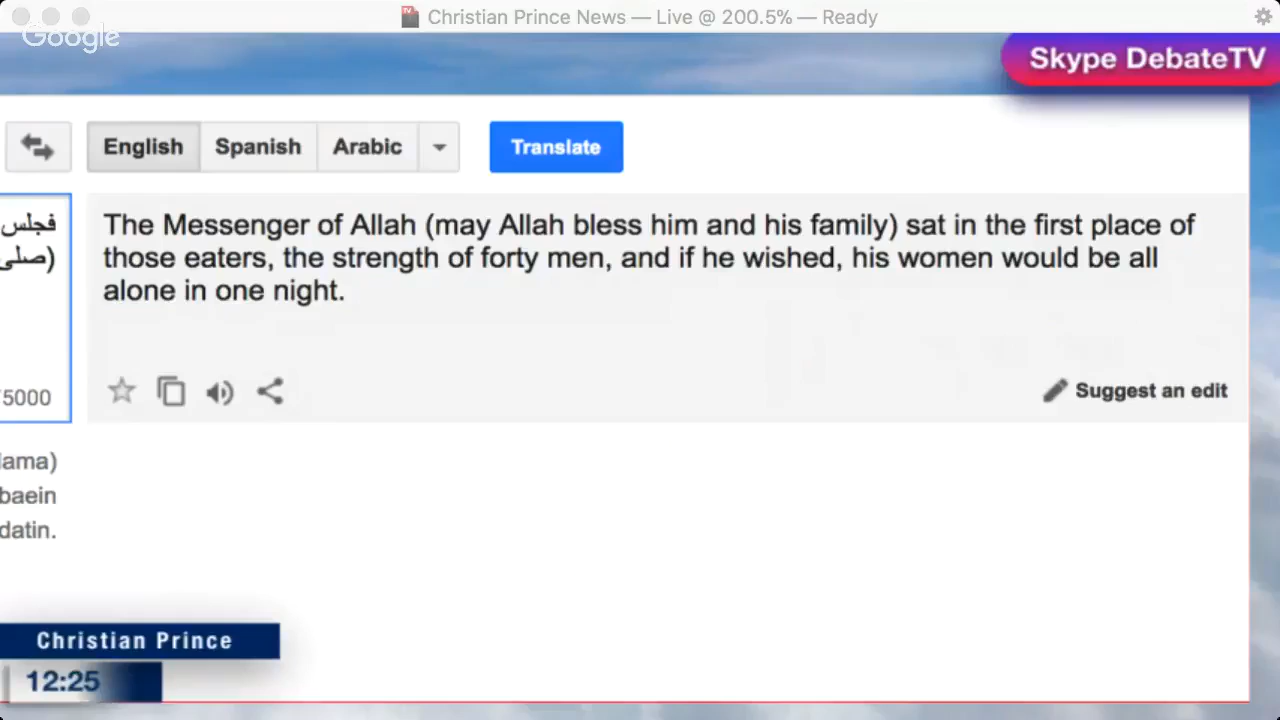 Christian Prince News — Live @ 200.5% — Ready
Google
Skype DebateTV
English Spanish Arabic Translate
فجلس
(صلى
The Messenger of Allah (may Allah bless him and his family) sat in the first place of
those eaters, the strength of forty men, and if he wished, his women would be all
alone in one night.
5000
Suggest an edit
lama)
baein
datin.
Christian Prince
12:25